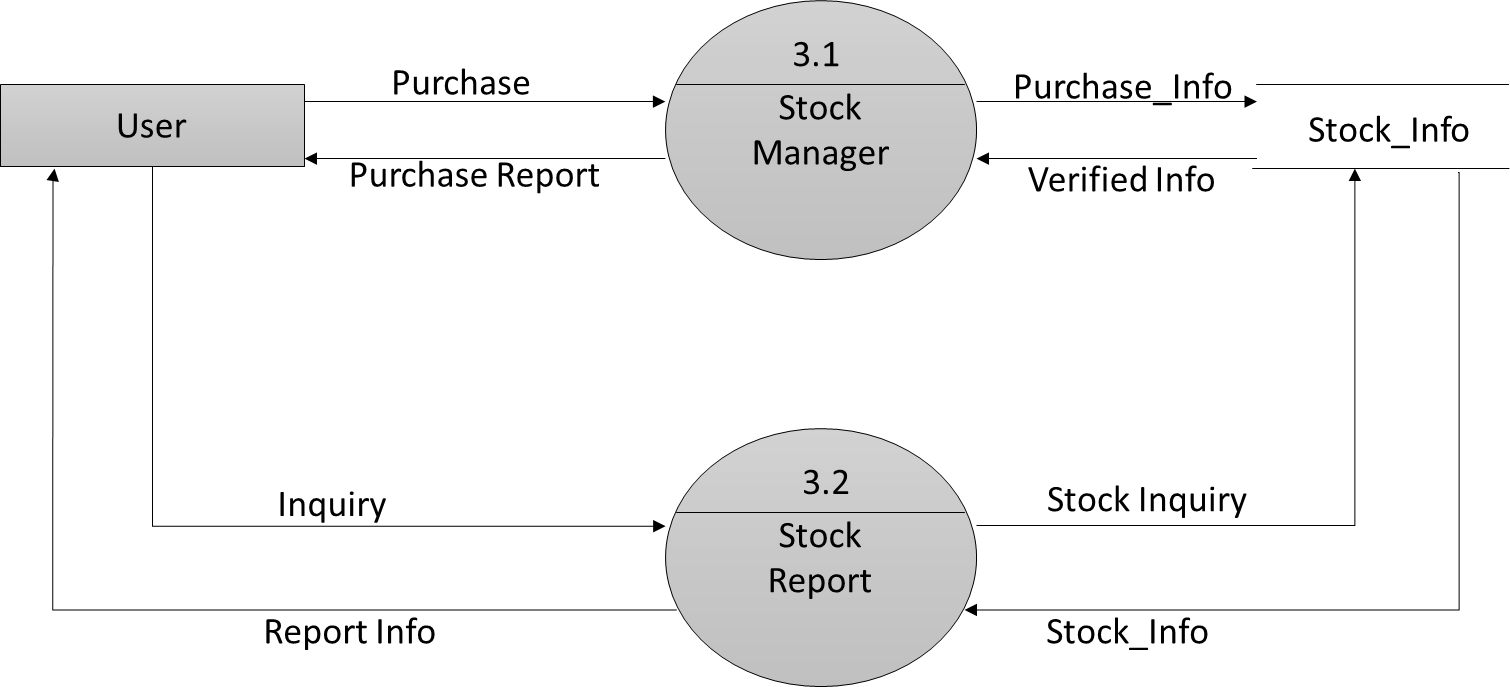 3.1
Purchase
Purchase_Info
User
Stock
Manager
Stock_Info
Purchase Report
Verified Info
3.2
Inquiry
Stock Inquiry
Stock
Report
Report Info
Stock_Info